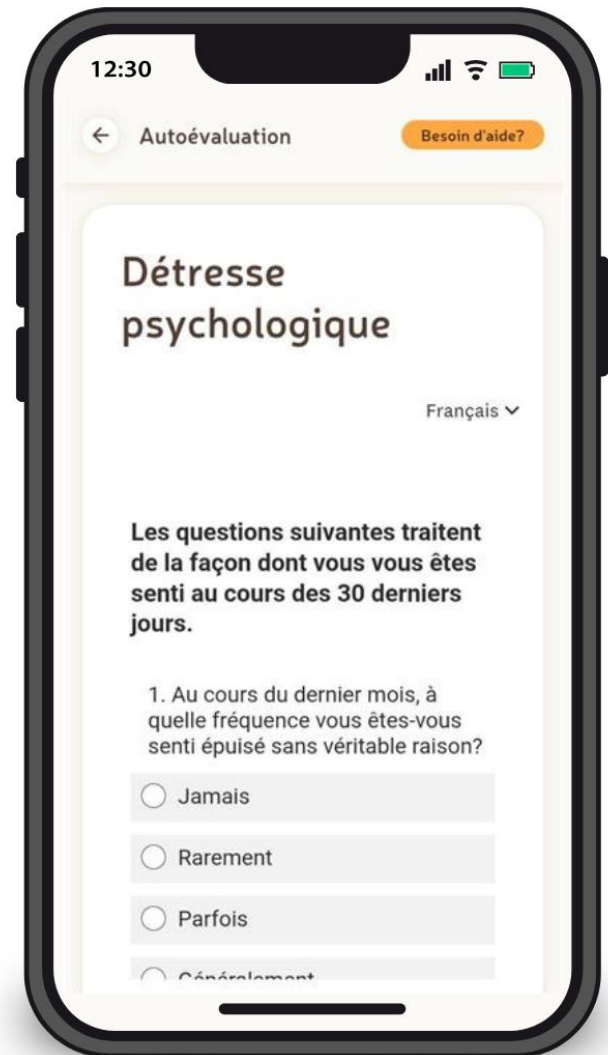 12:30
Autoévaluation
Besoin d'aide?
Détresse
psychologique
Français
Les questions suivantes traitent
de la façon dont vous vous êtes
senti au cours des 30 derniers
jours.
1. Au cours du dernier mois, à
quelle fréquence vous êtes-vous
senti épuisé sans véritable raison?
Jamais
Rarement
Parfois
Généralement